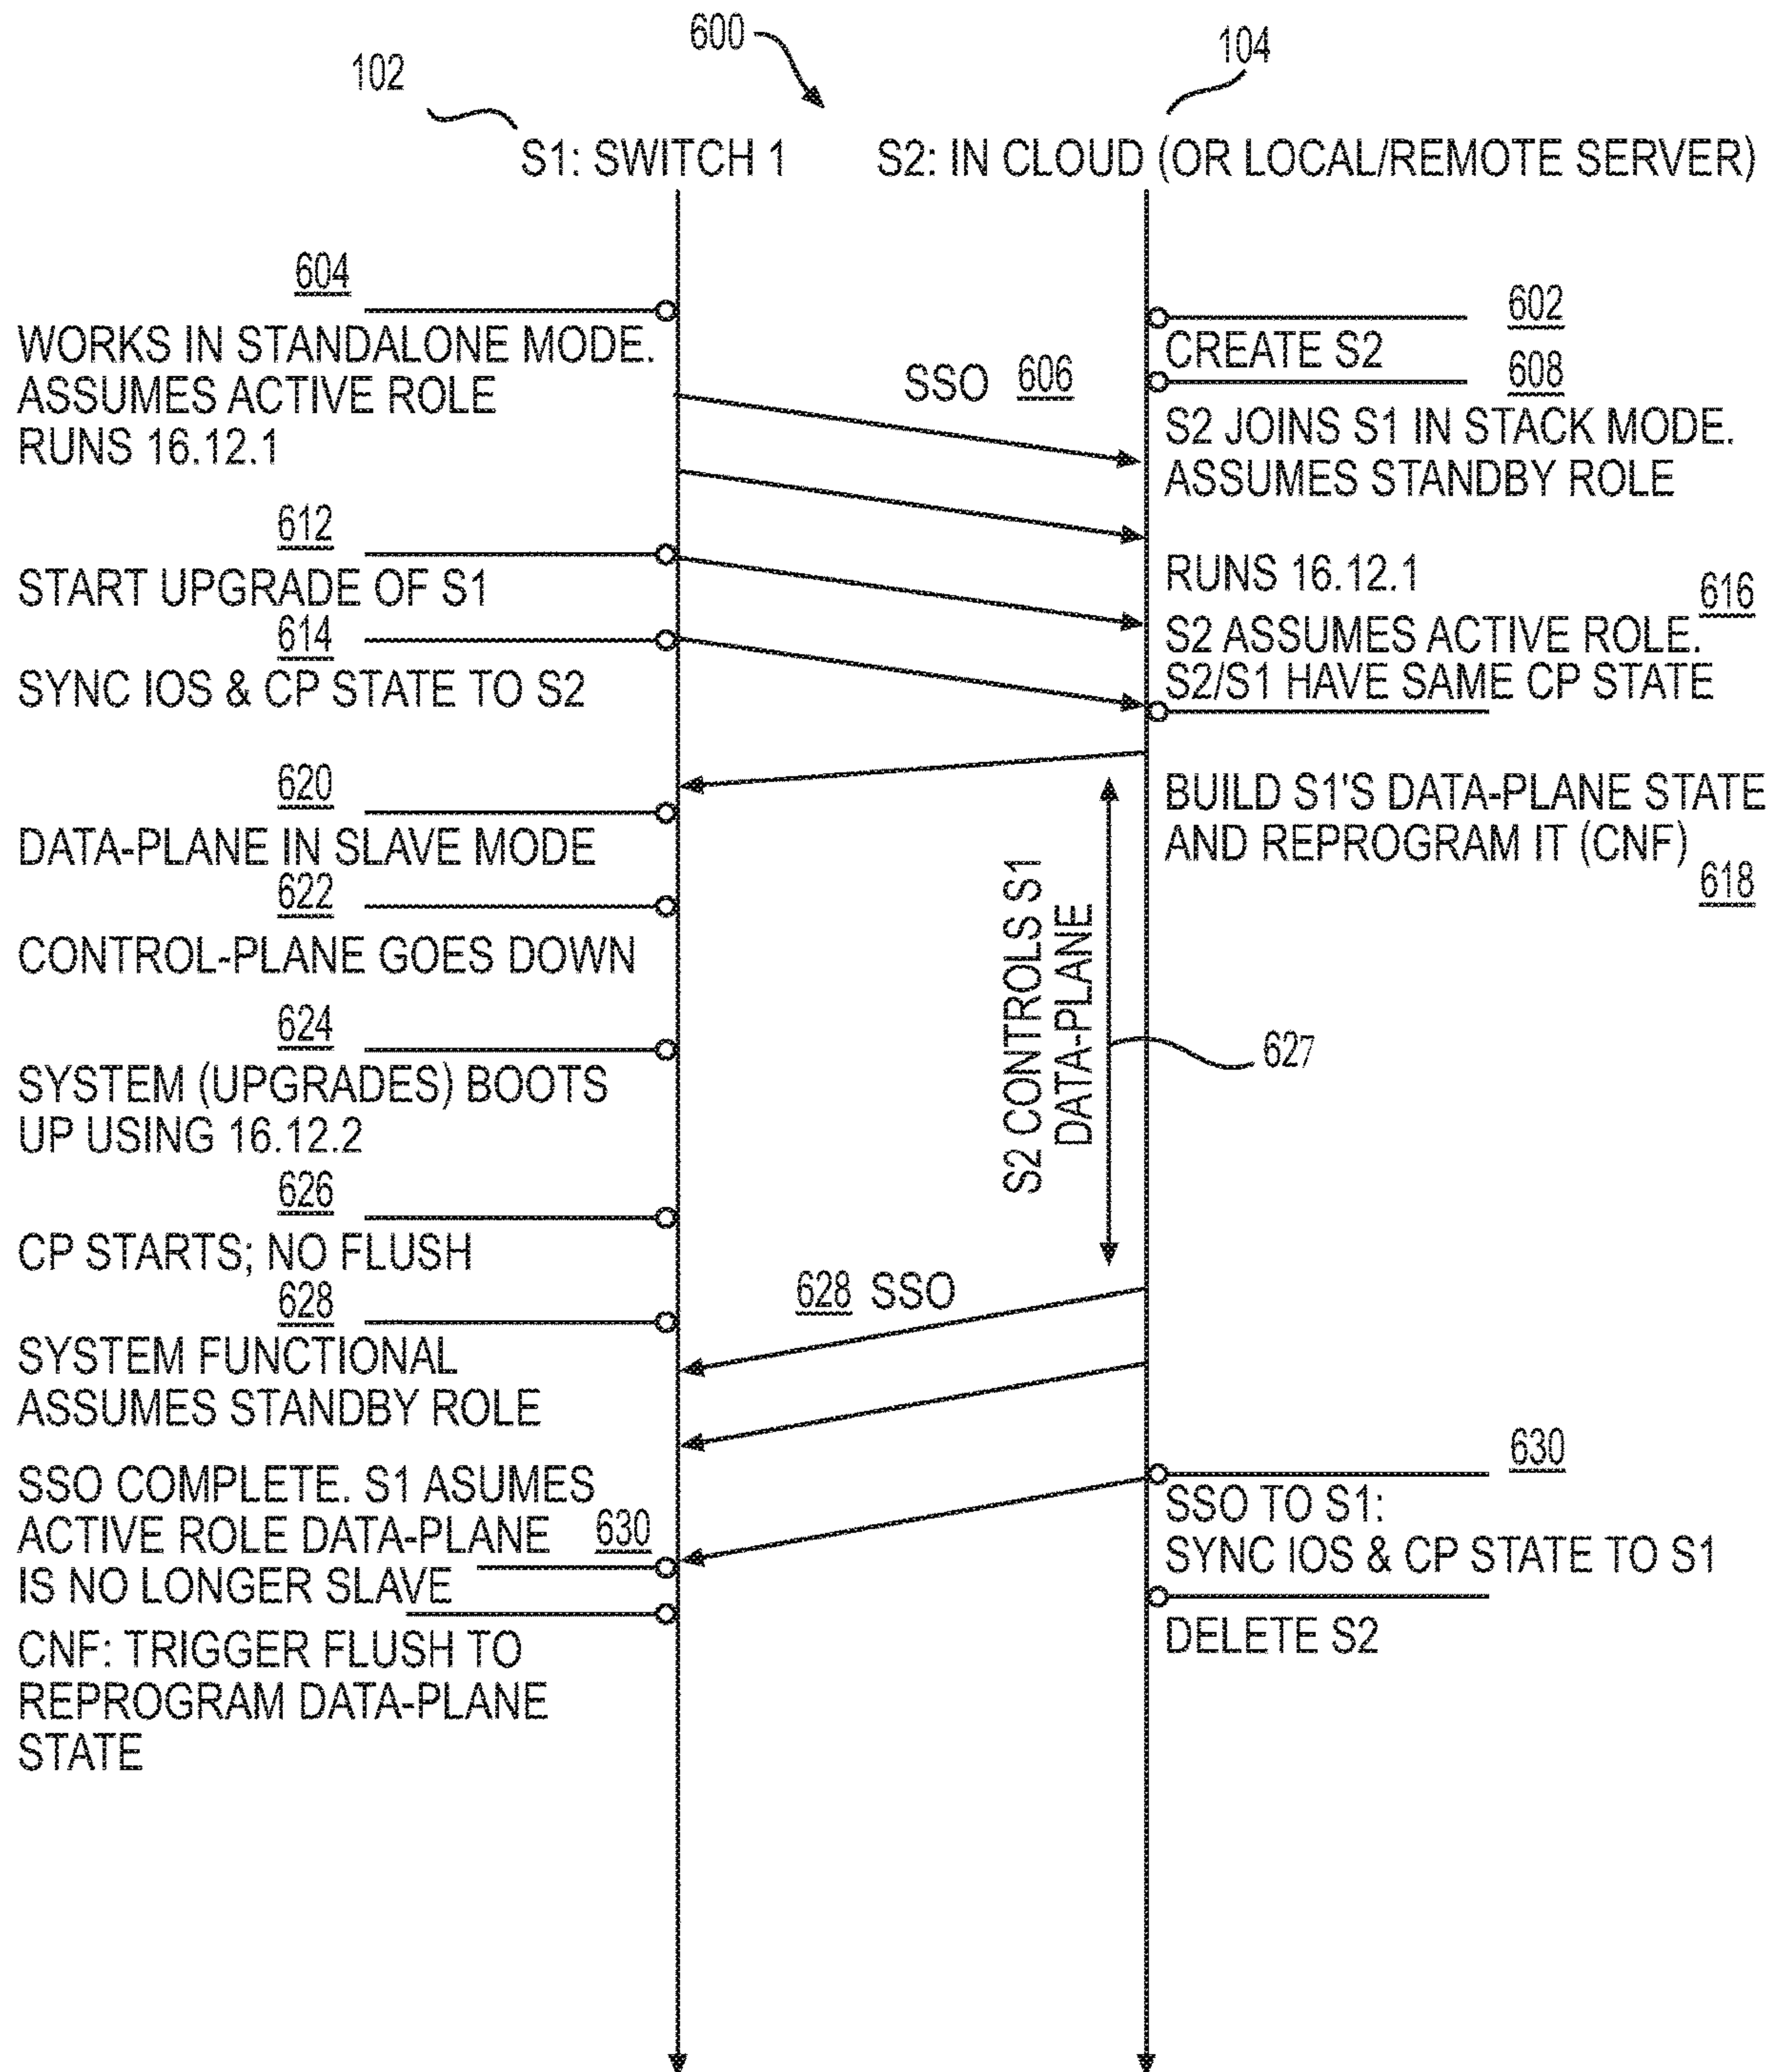 600
102
104
S1: SWITCH 1
S2: IN CLOUD (OR LOCAL/REMOTE SERVER)
604
WORKS IN STANDALONE MODE.
ASSUMES ACTIVE ROLE
RUNS 16.12.1
602
CREATE S2
SSO 606
608
S2 JOINS S1 IN STACK MODE.
ASSUMES STANDBY ROLE
612
START UPGRADE OF S1
RUNS 16.12.1
616
614
SYNC IOS & CP STATE TO S2
S2 ASSUMES ACTIVE ROLE.
S2/S1 HAVE SAME CP STATE
620
DATA-PLANE IN SLAVE MODE
BUILD S1'S DATA-PLANE STATE
AND REPROGRAM IT (CNF)
618
622
CONTROL-PLANE GOES DOWN
S2 CONTROLS S1
DATA-PLANE
627
624
SYSTEM (UPGRADES) BOOTS
UP USING 16.12.2
626
CP STARTS; NO FLUSH
628 SSO
628
SYSTEM FUNCTIONAL
ASSUMES STANDBY ROLE
SSO COMPLETE. S1 ASUMES
ACTIVE ROLE DATA-PLANE 630
IS NO LONGER SLAVE
630
SSO TO S1:
SYNC IOS & CP STATE TO S1
DELETE S2
CNF: TRIGGER FLUSH TO
REPROGRAM DATA-PLANE
STATE